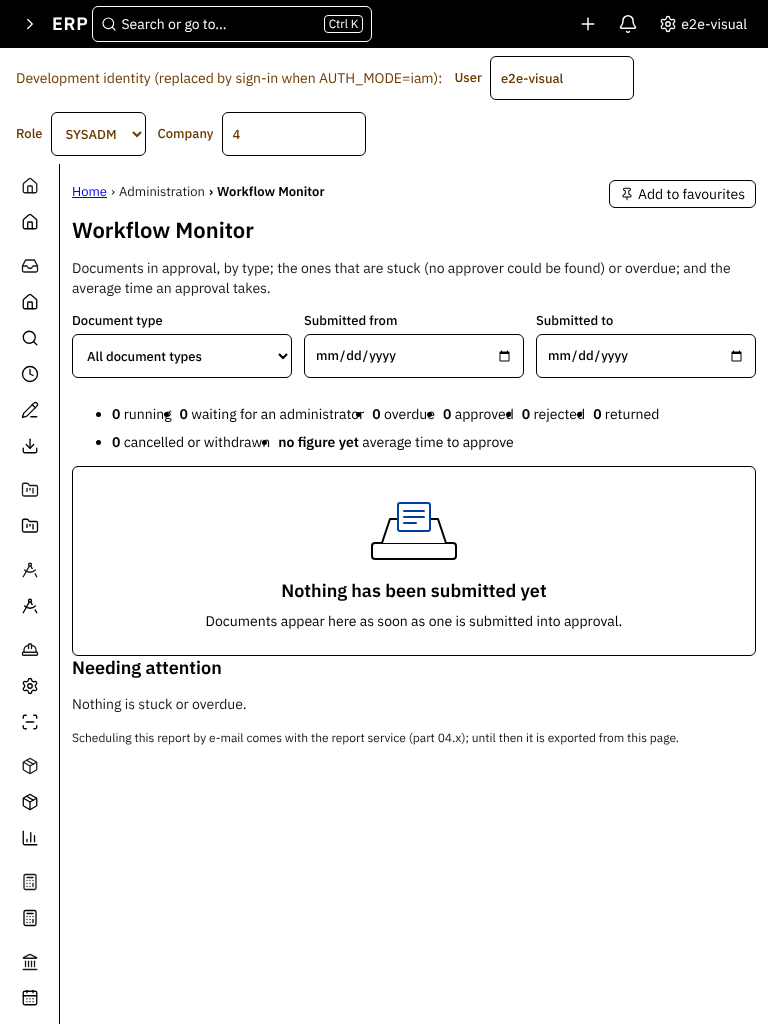 ERP Search or go to... Ctrl K e2e-visual
Development identity (replaced by sign-in when AUTH_MODE=iam): User e2e-visual
Role SYSADM Company 4
Home › Administration › Workflow Monitor Add to favourites
Workflow Monitor
Documents in approval, by type; the ones that are stuck (no approver could be found) or overdue; and the
average time an approval takes.
Document type Submitted from Submitted to
All document types mm/dd/yyyy mm/dd/yyyy
• 0 running • 0 waiting for an administrator • 0 overdue • 0 approved • 0 rejected • 0 returned
• 0 cancelled or withdrawn • no figure yet average time to approve
Nothing has been submitted yet
Documents appear here as soon as one is submitted into approval.
Needing attention
Nothing is stuck or overdue.
Scheduling this report by e-mail comes with the report service (part 04.x); until then it is exported from this page.